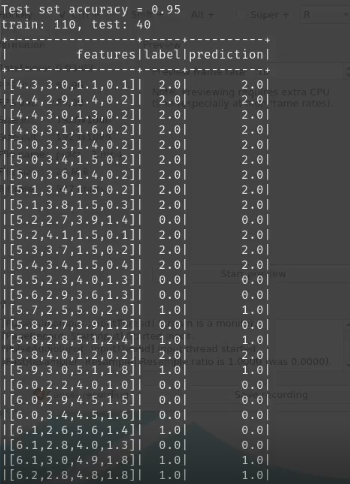 Test set accuracy = 0.95
train: 110, test: 40
+-----------------+-----+----------+
|         features|label|prediction|
+-----------------+-----+----------+
|[4.3,3.0,1.1,0.1]|  2.0|       2.0|
|[4.4,2.9,1.4,0.2]|  2.0|       2.0|
|[4.4,3.0,1.3,0.2]|  2.0|       2.0|
|[4.8,3.1,1.6,0.2]|  2.0|       2.0|
|[5.0,3.3,1.4,0.2]|  2.0|       2.0|
|[5.0,3.4,1.5,0.2]|  2.0|       2.0|
|[5.0,3.6,1.4,0.2]|  2.0|       2.0|
|[5.1,3.4,1.5,0.2]|  2.0|       2.0|
|[5.1,3.8,1.5,0.3]|  2.0|       2.0|
|[5.2,2.7,3.9,1.4]|  0.0|       0.0|
|[5.2,4.1,1.5,0.1]|  2.0|       2.0|
|[5.3,3.7,1.5,0.2]|  2.0|       2.0|
|[5.4,3.4,1.5,0.4]|  2.0|       2.0|
|[5.5,2.3,4.0,1.3]|  0.0|       0.0|
|[5.6,2.9,3.6,1.3]|  0.0|       0.0|
|[5.7,2.5,5.0,2.0]|  1.0|       1.0|
|[5.8,2.7,3.9,1.2]|  0.0|       0.0|
|[5.8,2.8,5.1,2.4]|  1.0|       1.0|
|[5.9,3.0,5.1,1.8]|  1.0|       1.0|
|[6.0,2.2,4.0,1.0]|  0.0|       0.0|
|[6.0,2.9,4.5,1.5]|  0.0|       0.0|
|[6.0,3.4,4.5,1.6]|  0.0|       0.0|
|[6.1,2.6,5.6,1.4]|  1.0|       0.0|
|[6.1,2.8,4.0,1.3]|  0.0|       0.0|
|[6.1,3.0,4.9,1.8]|  1.0|       1.0|
|[6.2,2.8,4.8,1.8]|  1.0|       1.0|